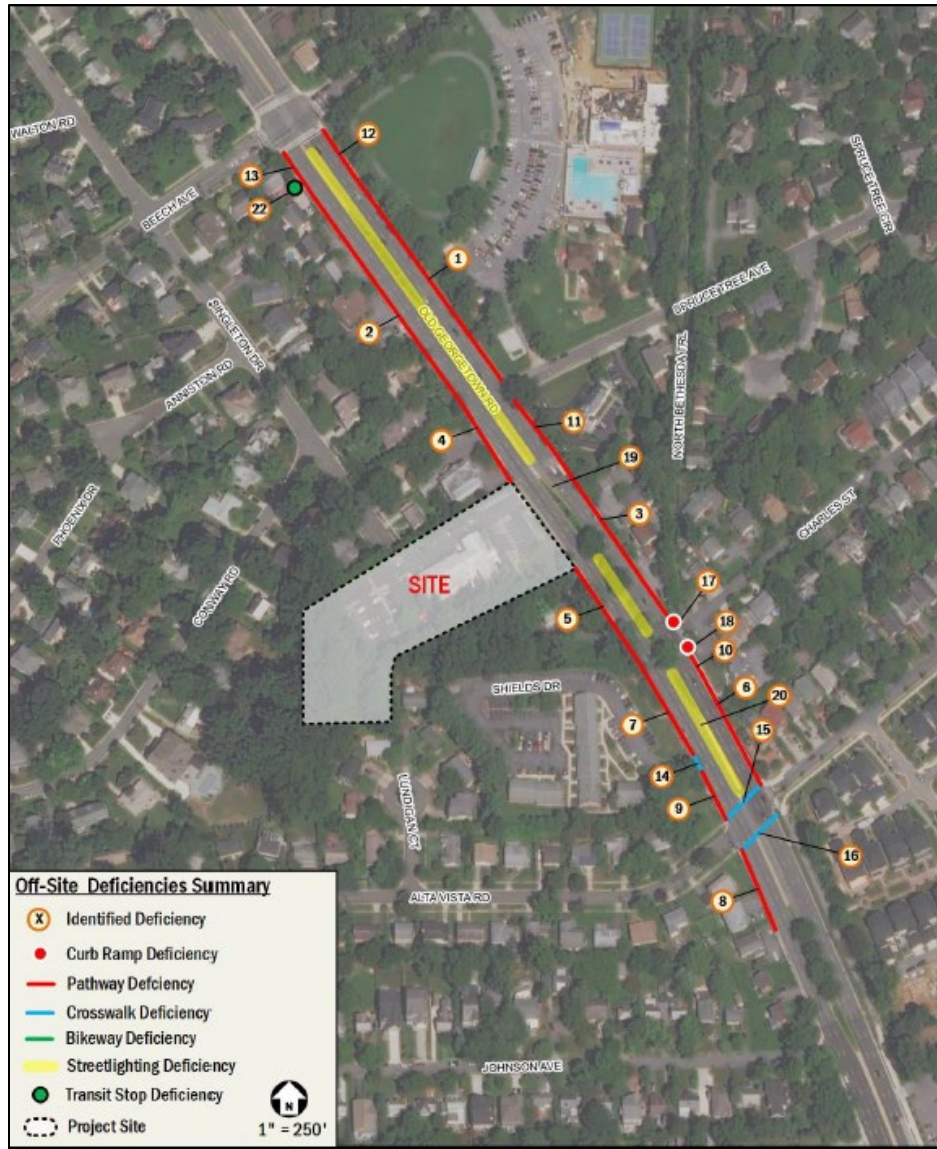 WALTON RD
12
13
22
BEECH AVE
SPRUCE TREE CIR
1
SPRUCE TREE AVE
2
OLD GEORGETOWN RD
SINGLETON DR
NORTH BETHESDA TRL
ANNISTON RD
11
4
19
PHOENIX DR
3
CHARLES ST
SITE
CONWAY RD
17
5
18
10
SHIELDS DR
6
20
7
15
14
9
LUNDIGAN CT
16
ALTA VISTA RD
8
JOHNSON AVE
Off-Site Deficiencies Summary
X Identified Deficiency
Curb Ramp Deficiency
Pathway Defciency
Crosswalk Deficiency
Bikeway Deficiency
Streetlighting Deficiency
Transit Stop Deficiency
Project Site
N
1" = 250'